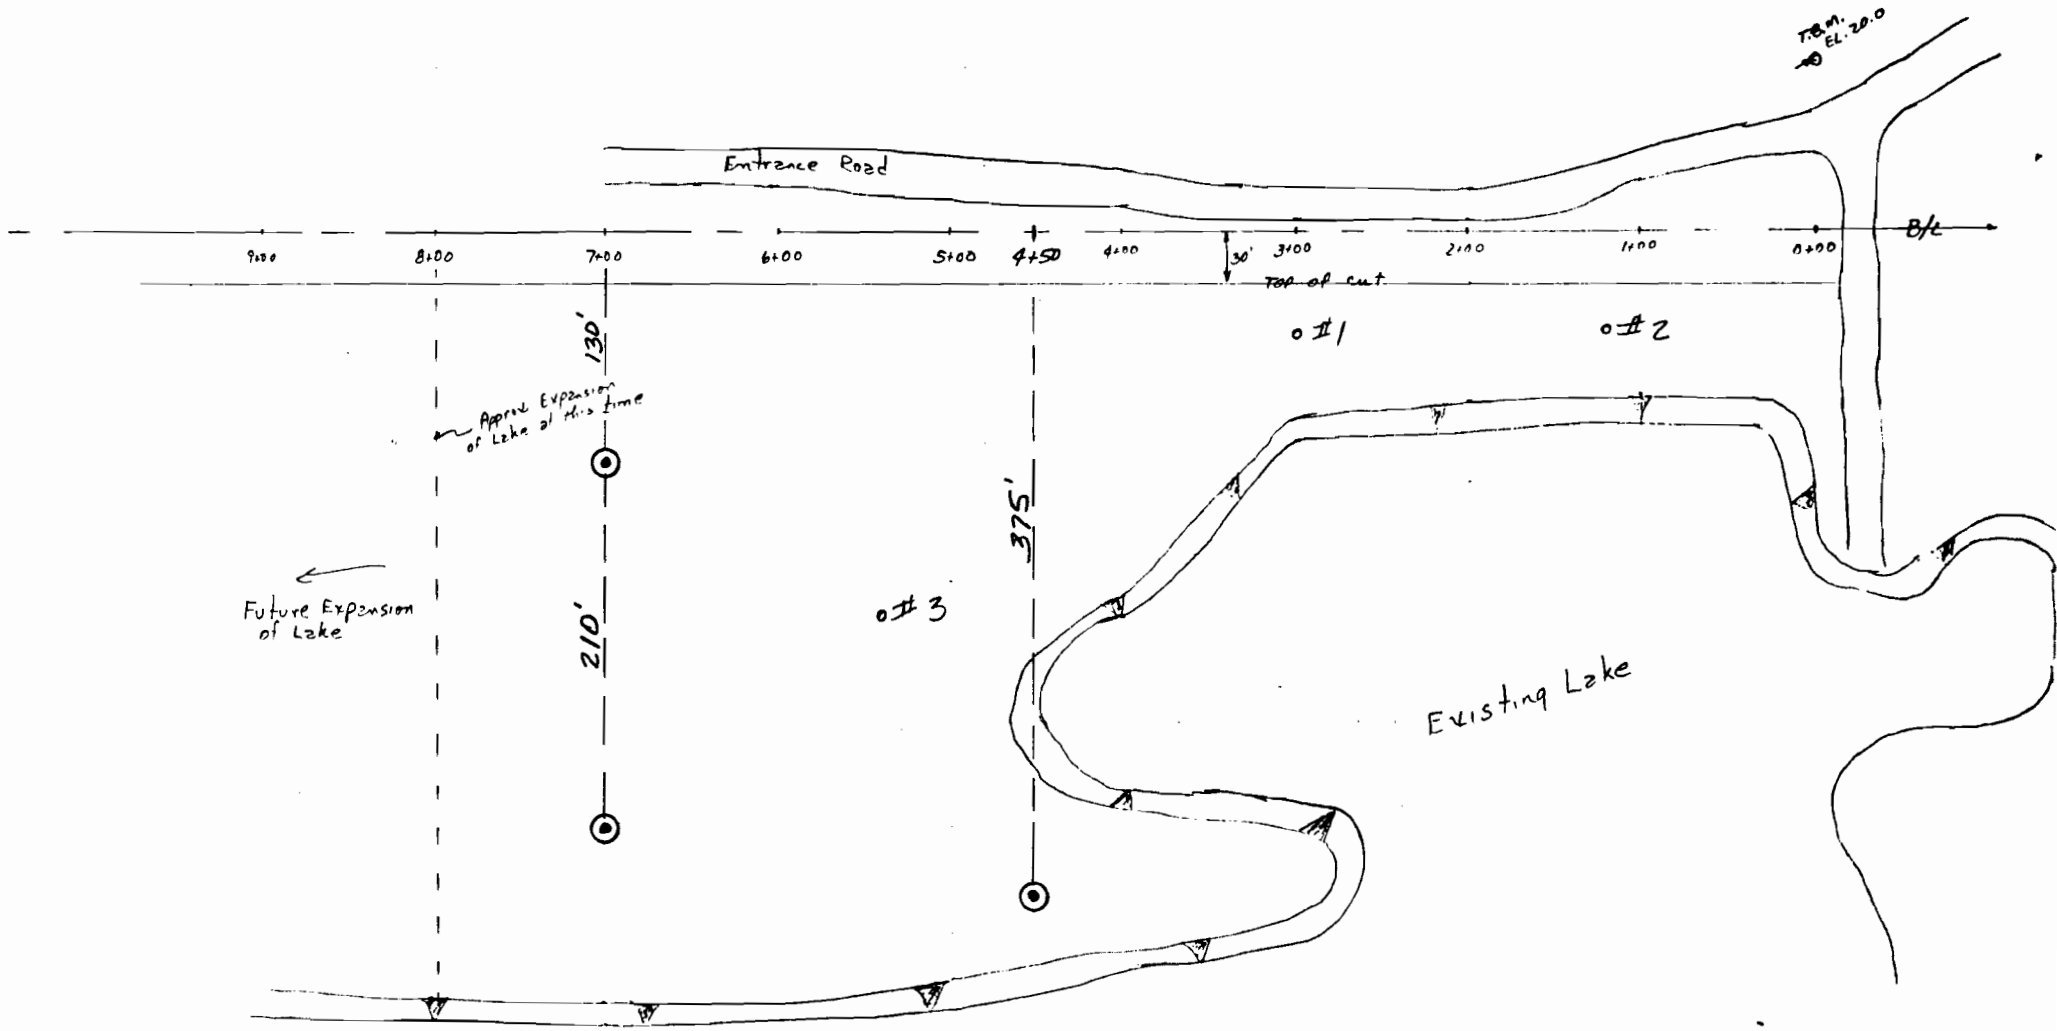 T.B.M.
EL. 20.0
Entrance Road
9+00
8+00
7+00
6+00
5+00
4+50
4+00
30'
3+00
2+00
1+00
0+00
B/L
Top of cut
130'
#1
#2
Approx Expansion
of Lake at this time
375'
Future Expansion
of Lake
210'
#3
Existing Lake